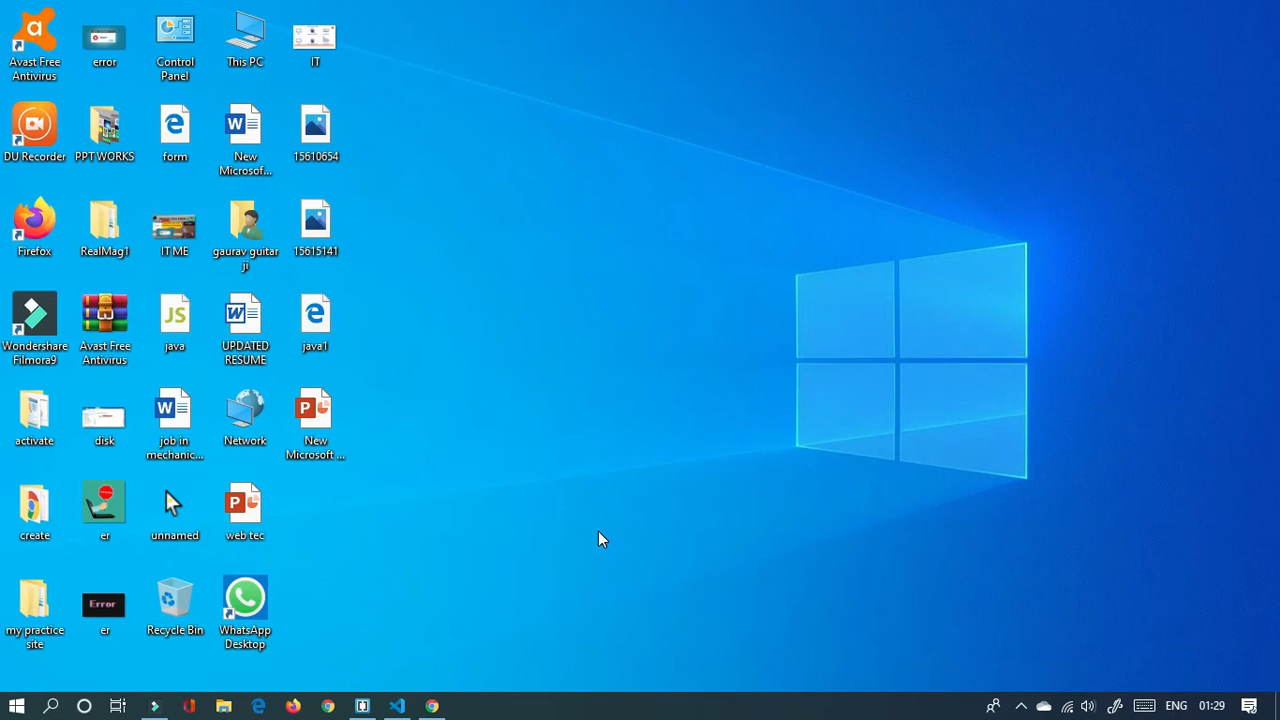 Avast Free
Antivirus
error
Control
Panel
This PC
IT
DU Recorder
PPT WORKS
form
New
Microsof...
15610654
Firefox
RealMag1
IT ME
gaurav guitar
ji
15615141
Wondershare
Filmora9
Avast Free
Antivirus
JS
java
UPDATED
RESUME
java1
activate
disk
job in
mechanic...
Network
New
Microsoft ...
create
er
unnamed
web tec
my practice
site
Error
er
Recycle Bin
WhatsApp
Desktop
ENG
01:29